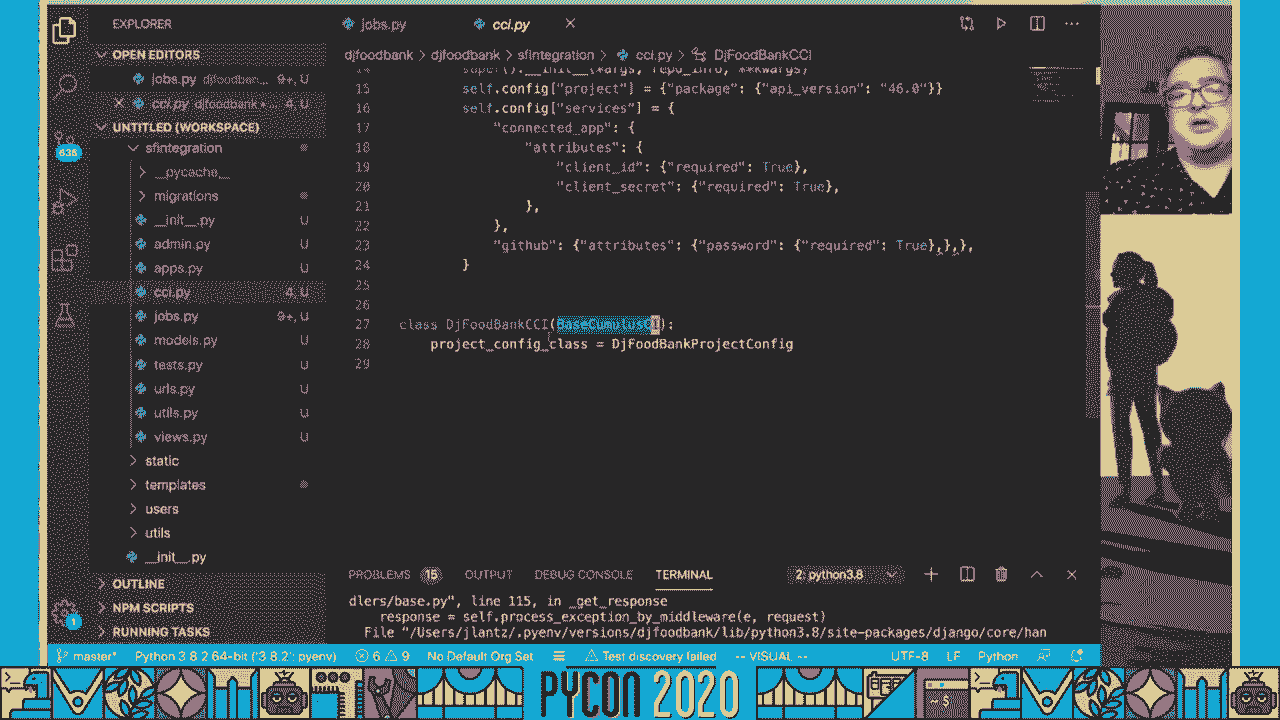 EXPLORER
OPEN EDITORS
jobs.py djfoodban... 9+, U
cci.py djfoodbank • 4, U
UNTITLED (WORKSPACE)
sfintegration
__pycache__
migrations
__init__.py U
admin.py U
apps.py U
cci.py 4, U
jobs.py 9+, U
models.py U
tests.py U
urls.py U
utils.py U
views.py U
static
templates
users
utils
__init__.py
OUTLINE
NPM SCRIPTS
RUNNING TASKS
636
1
jobs.py cci.py
djfoodbank > djfoodbank > sfintegration > cci.py > DjFoodBankCCI
14 super().__init__(*args, repo_info, **kwargs)
15 self.config["project"] = {"package": {"api_version": "46.0"}}
16 self.config["services"] = {
17 "connected_app": {
18 "attributes": {
19 "client_id": {"required": True},
20 "client_secret": {"required": True},
21 },
22 },
23 "github": {"attributes": {"password": {"required": True},},},
24 }
25
26
27 class DjFoodBankCCI(BaseCumulusCI):
28 project_config_class = DjFoodBankProjectConfig
29
PROBLEMS 15 OUTPUT DEBUG CONSOLE TERMINAL 2: python3.8
dlers/base.py", line 115, in _get_response
response = self.process_exception_by_middleware(e, request)
File "/Users/jlantz/.pyenv/versions/djfoodbank/lib/python3.8/site-packages/django/core/han
master* Python 3.8.2 64-bit ('3.8.2': pyenv) 6 9 No Default Org Set Test discovery failed -- VISUAL -- UTF-8 LF Python
PYCON 2020